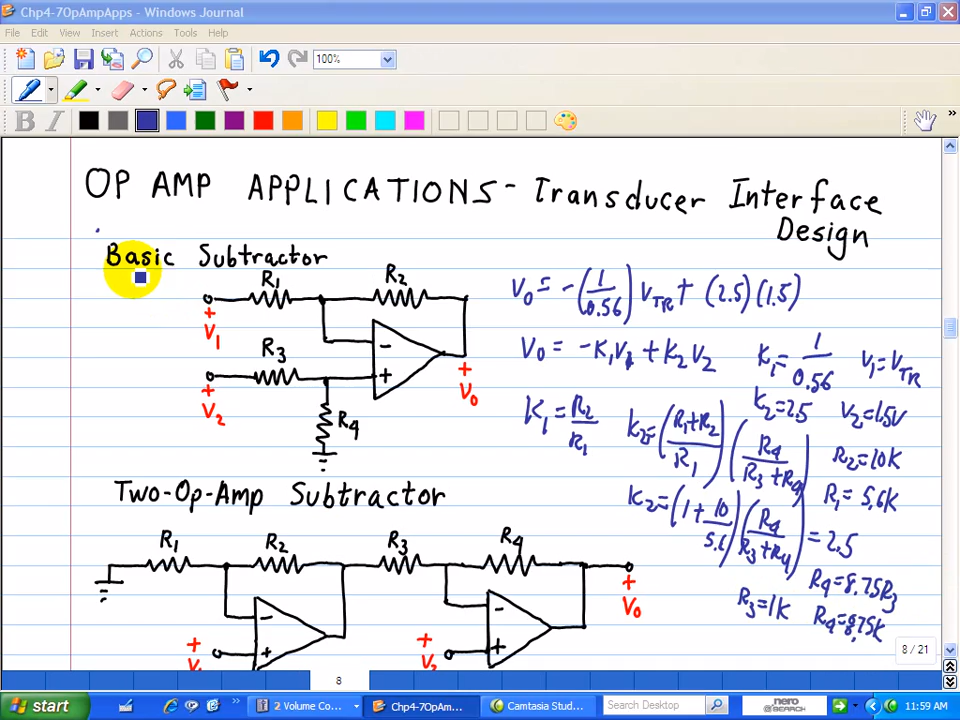 Chp4-7OpAmpApps - Windows Journal
File Edit View Insert Actions Tools Help
100%
B I
OP AMP APPLICATIONS - Transducer Interface
Design
Basic Subtractor
R1
R2
V0 = -(1/0.56) VTR + (2.5)(1.5)
+
V1
-
V0 = -K1V1 + K2V2
K1 = 1/0.56
V1 = VTR
R3
+
+
V0
+
V2
K2 = 2.5
V2 = 1.5V
K1 = R2/R1
K2 = ((R1+R2)/R1) (R4/(R3+R4))
R4
R2 = 10K
R1 = 5.6K
Two-Op-Amp Subtractor
K2 = (1 + 10/5.6) (R4/(R3+R4)) = 2.5
R1
R2
R3
R4
R4 = 8.75R3
R3 = 1K
R4 = 8.75K
+
V0
-
-
+
+
+
+
8 / 21
8
start
2 Volume Co...
Chp4-7OpAm...
Camtasia Stud...
Search Desktop
nero
@SEARCH
11:59 AM